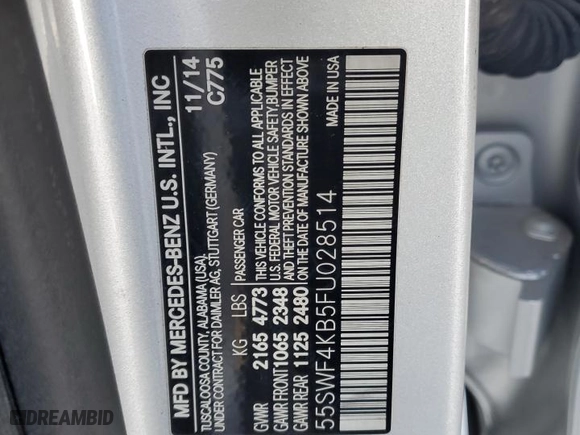 MFD BY MERCEDES-BENZ U.S. INTL., INC
TUSCALOOSA COUNTY, ALABAMA (USA)
UNDER CONTRACT FOR DAIMLER AG, STUTTGART (GERMANY)
11/14
C775
KG LBS
GVWR 2165 4773
GAWR FRONT 1065 2348
GAWR REAR 1125 2480
PASSENGER CAR
THIS VEHICLE CONFORMS TO ALL APPLICABLE
U.S. FEDERAL MOTOR VEHICLE SAFETY, BUMPER
AND THEFT PREVENTION STANDARDS IN EFFECT
ON THE DATE OF MANUFACTURE SHOWN ABOVE
55SWF4KB5FU028514
MADE IN USA
IDREAMBID